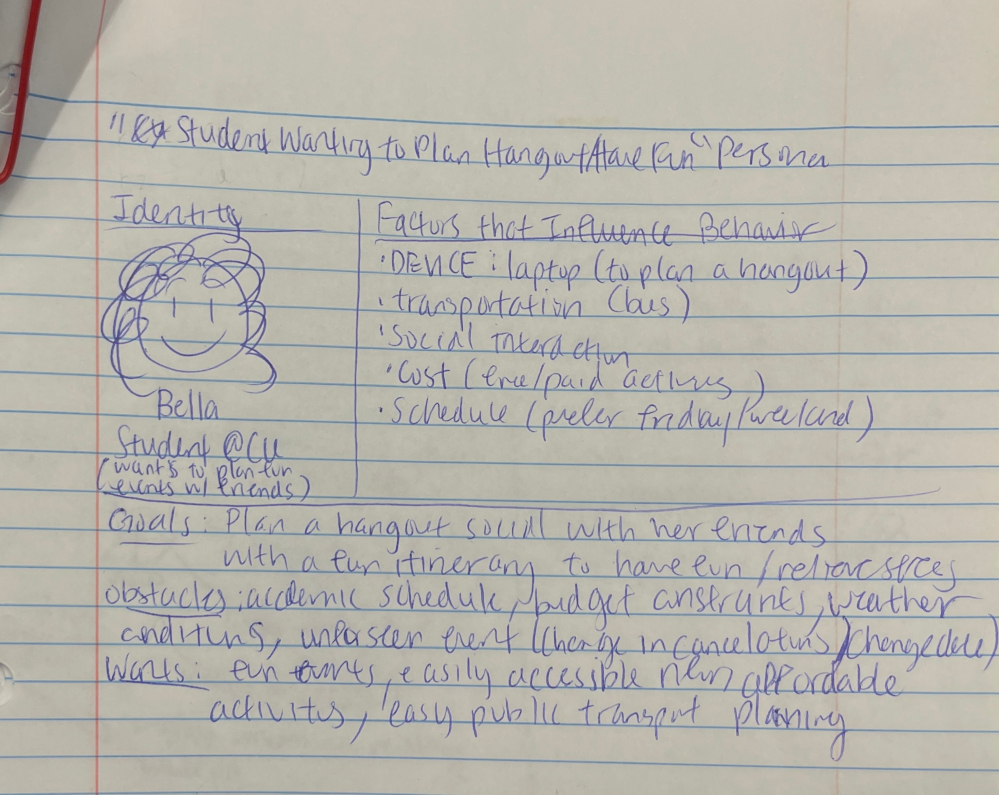 "Student Wanting to Plan Hangout/Have Fun" Persona
Identity
Bella
Student @CU
(wants to plan fun
events w/ friends)
Factors that Influence Behavior
• DEVICE: laptop (to plan a hangout)
• transportation (bus)
• Social interaction
• Cost (free/paid activities)
• Schedule (prefer friday/weekend)
Goals: Plan a hangout social with her friends
with a fun itinerary to have fun / relieve stress
Obstacles: academic schedule, budget constraints, weather
conditions, unforseen event (change in cancelations)/change date)
Wants: fun events, easily accessible affordable
activities, easy public transport planning